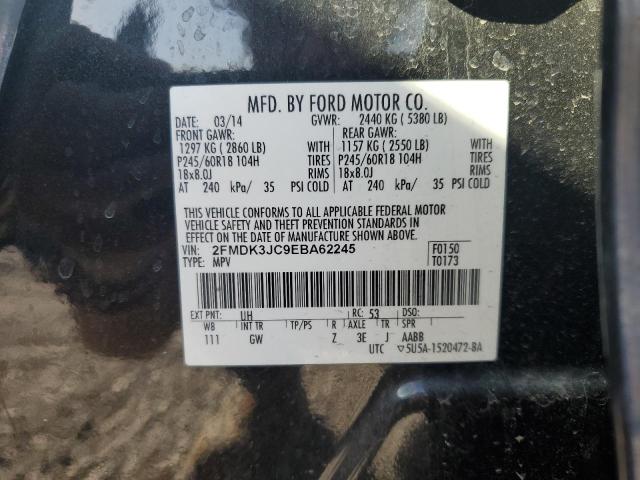 MFD. BY FORD MOTOR CO.
DATE: 03/14 GVWR: 2440 KG ( 5380 LB)
FRONT GAWR: REAR GAWR:
1297 KG ( 2860 LB) WITH 1157 KG ( 2550 LB) WITH
P245/60R18 104H TIRES P245/60R18 104H TIRES
18x8.0J RIMS 18x8.0J RIMS
AT 240 kPa/ 35 PSI COLD AT 240 kPa/ 35 PSI COLD
THIS VEHICLE CONFORMS TO ALL APPLICABLE FEDERAL MOTOR
VEHICLE SAFETY AND THEFT PREVENTION STANDARDS IN
EFFECT ON THE DATE OF MANUFACTURE SHOWN ABOVE.
VIN: 2FMDK3JC9EBA62245 F0150
TYPE: MPV T0173
EXT PNT: UH RC: 53 DSO:
WB INT TR TP/PS R AXLE TR SPR
111 GW Z 3E J AABB
UTC ▽5U5A-1520472-BA